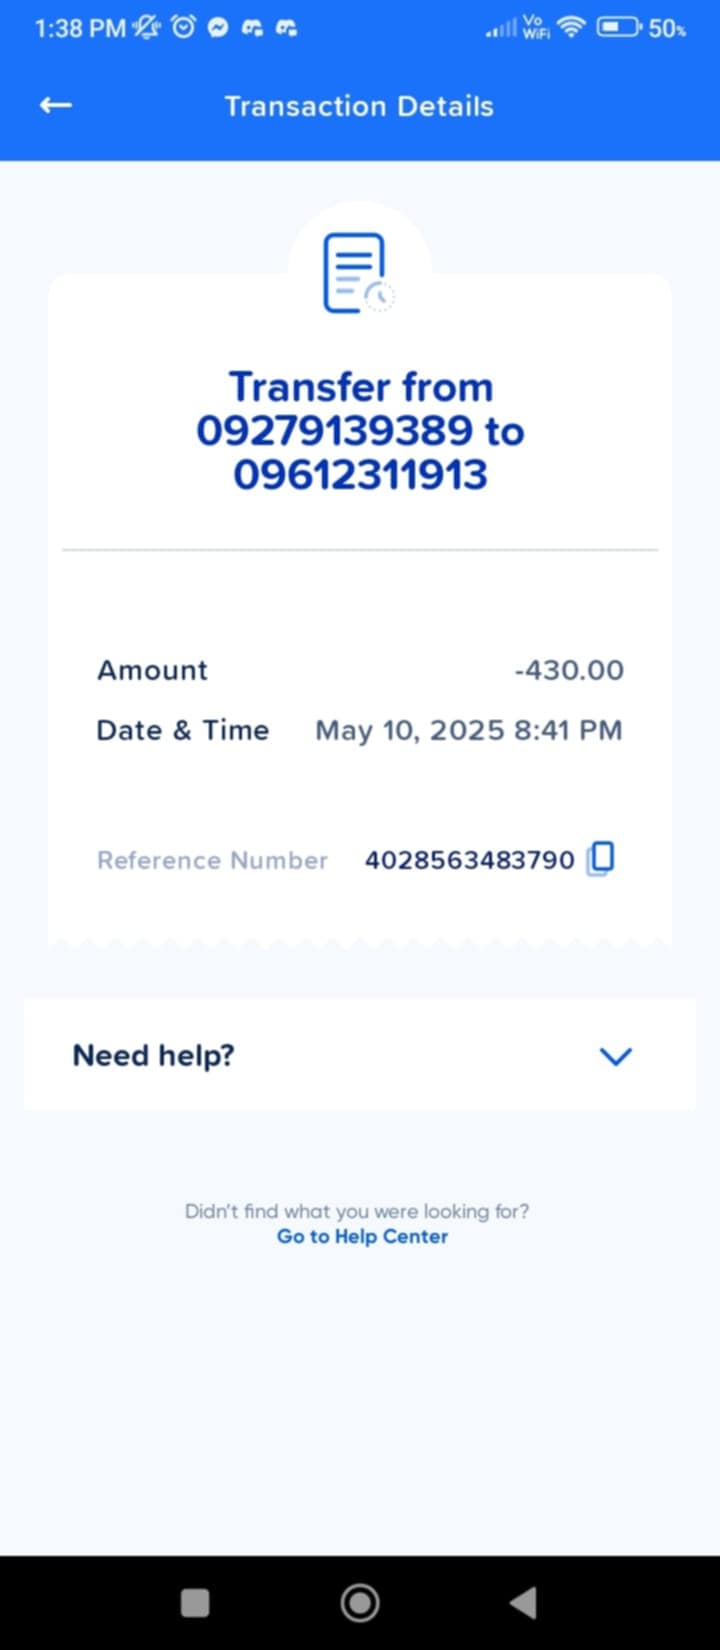 1:38 PM
Vo
WiFi
50%
Transaction Details
Transfer from
09279139389 to
09612311913
Amount -430.00
Date & Time May 10, 2025 8:41 PM
Reference Number 4028563483790
Need help?
Didn't find what you were looking for?
Go to Help Center